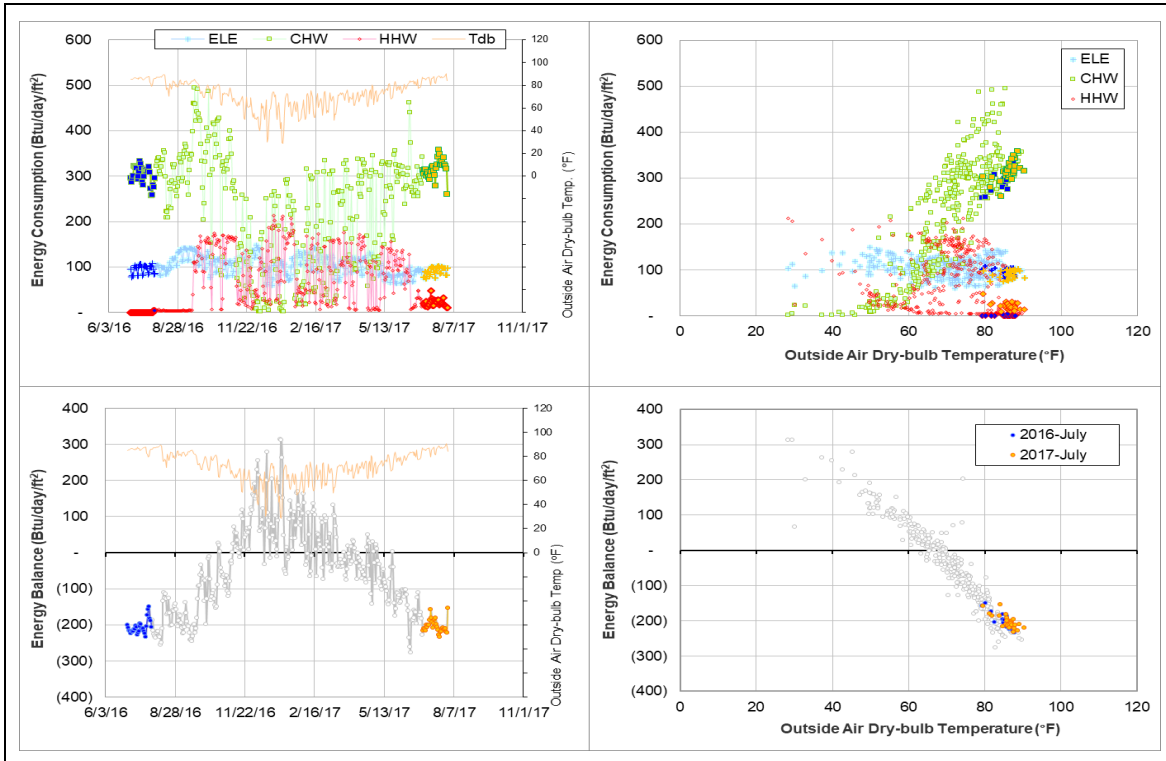 ELE CHW HHW Tdb
Energy Consumption (Btu/day/ft²)
600
500
400
300
200
100
-
120
100
80
60
40
20
0
Outside Air Dry-bulb Temp. (°F)
6/3/16 8/28/16 11/22/16 2/16/17 5/13/17 8/7/17 11/1/17
Energy Consumption (Btu/day/ft²)
600
500
400
300
200
100
-
ELE
CHW
HHW
0 20 40 60 80 100 120
Outside Air Dry-bulb Temperature (°F)
Energy Balance (Btu/day/ft²)
400
300
200
100
-
(100)
(200)
(300)
(400)
120
100
80
60
40
20
0
Outside Air Dry-bulb Temp (°F)
6/3/16 8/28/16 11/22/16 2/16/17 5/13/17 8/7/17 11/1/17
Energy Balance (Btu/day/ft²)
400
300
200
100
-
(100)
(200)
(300)
(400)
2016-July
2017-July
0 20 40 60 80 100 120
Outside Air Dry-bulb Temperature (°F)